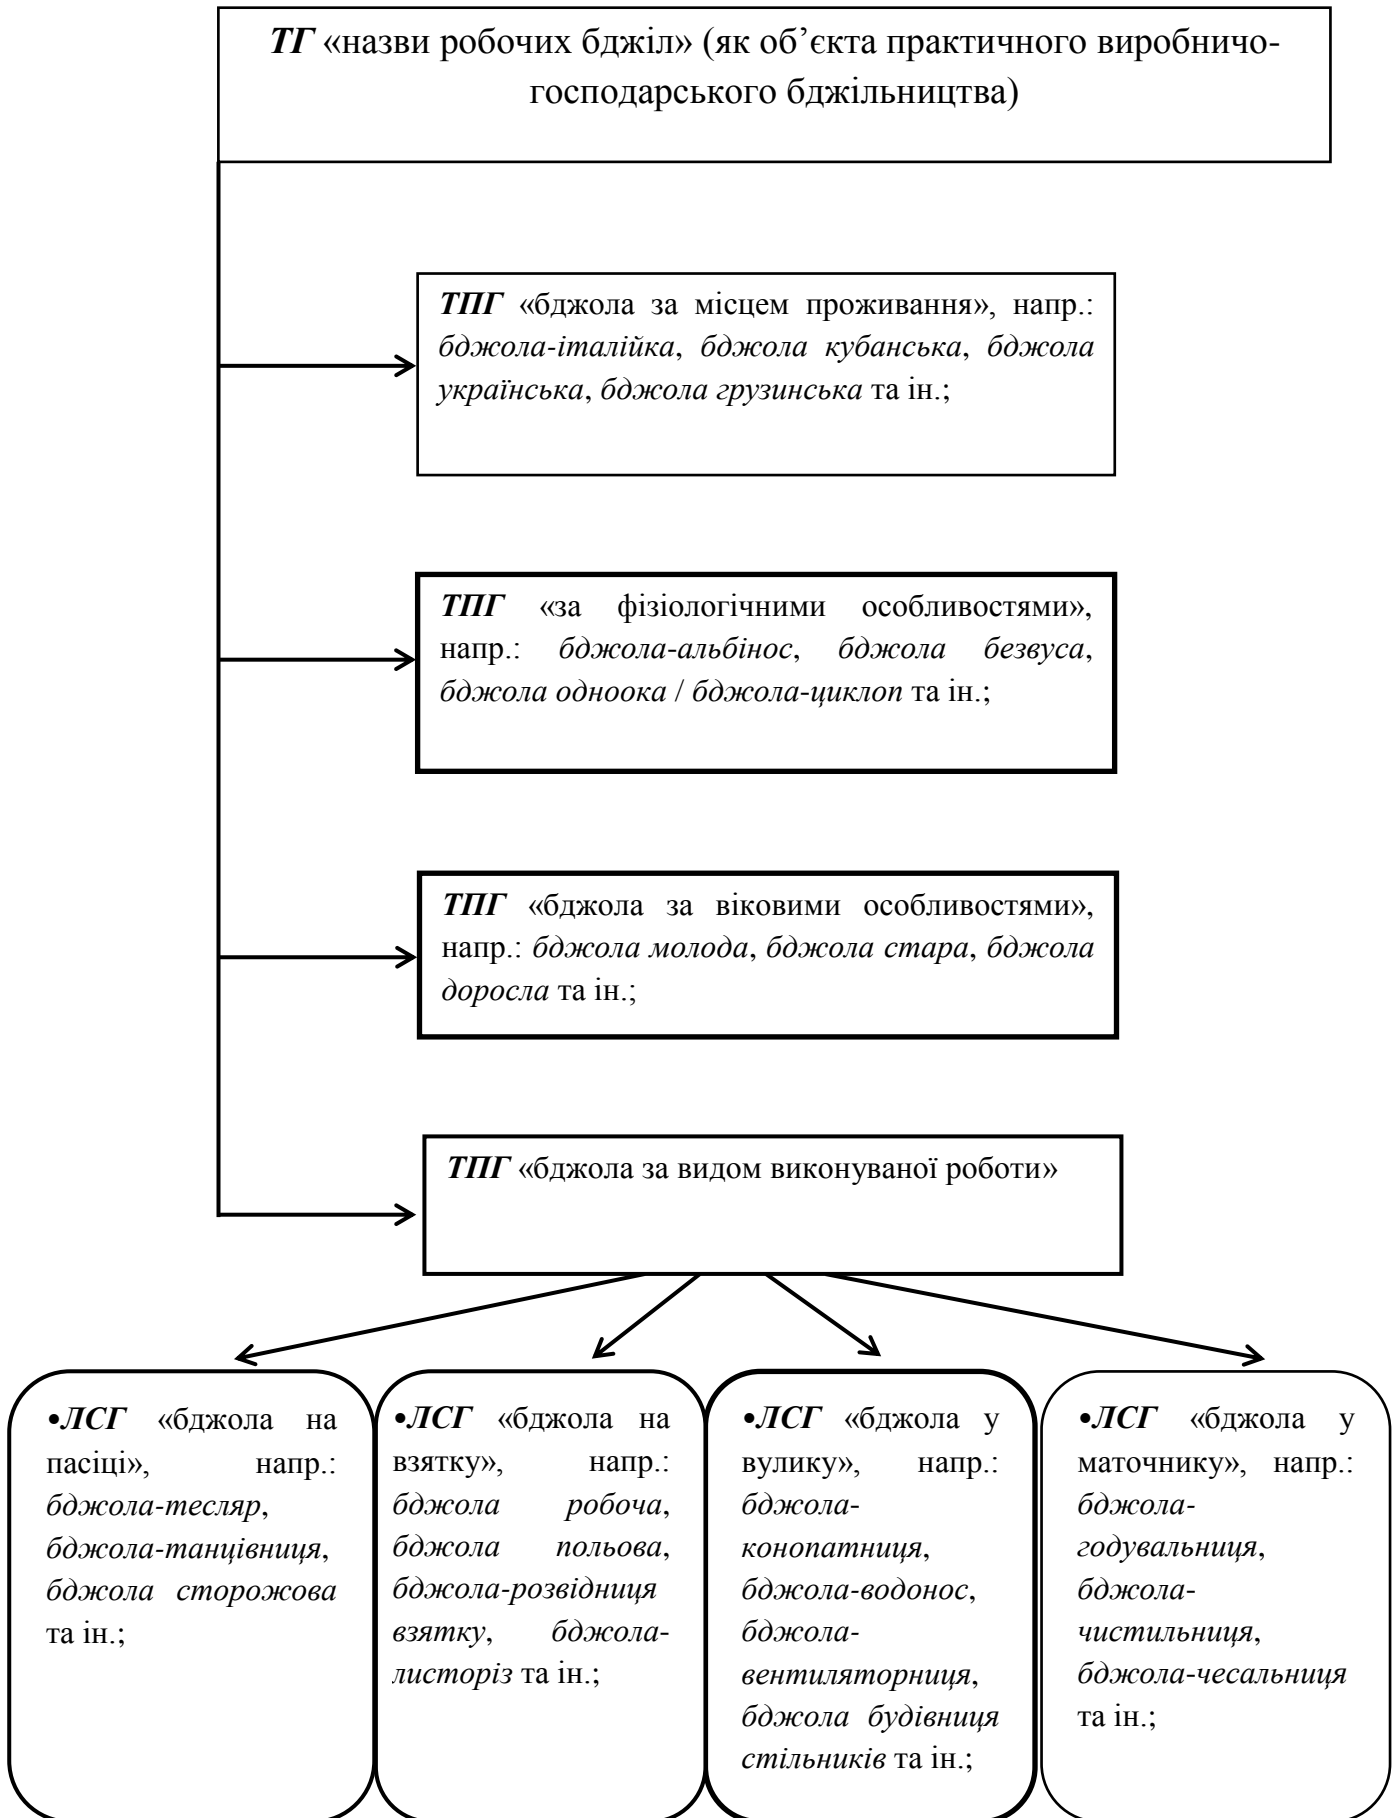 ТГ «назви робочих бджіл» (як об’єкта практичного виробничо-
господарського бджільництва)
ТПГ «бджола за місцем проживання», напр.:
бджола-італійка, бджола кубанська, бджола
українська, бджола грузинська та ін.;
ТПГ «за фізіологічними особливостями»,
напр.: бджола-альбінос, бджола безвуса,
бджола одноока / бджола-циклоп та ін.;
ТПГ «бджола за віковими особливостями»,
напр.: бджола молода, бджола стара, бджола
доросла та ін.;
ТПГ «бджола за видом виконуваної роботи»
•ЛСГ «бджола на
пасіці», напр.:
бджола-тесляр,
бджола-танцівниця,
бджола сторожова
та ін.;
•ЛСГ «бджола на
взятку», напр.:
бджола робоча,
бджола польова,
бджола-розвідниця
взятку, бджола-
листоріз та ін.;
•ЛСГ «бджола у
вулику», напр.:
бджола-
конопатниця,
бджола-водонос,
бджола-
вентиляторниця,
бджола будівниця
стільників та ін.;
•ЛСГ «бджола у
маточнику», напр.:
бджола-
годувальниця,
бджола-
чистильниця,
бджола-чесальниця
та ін.;